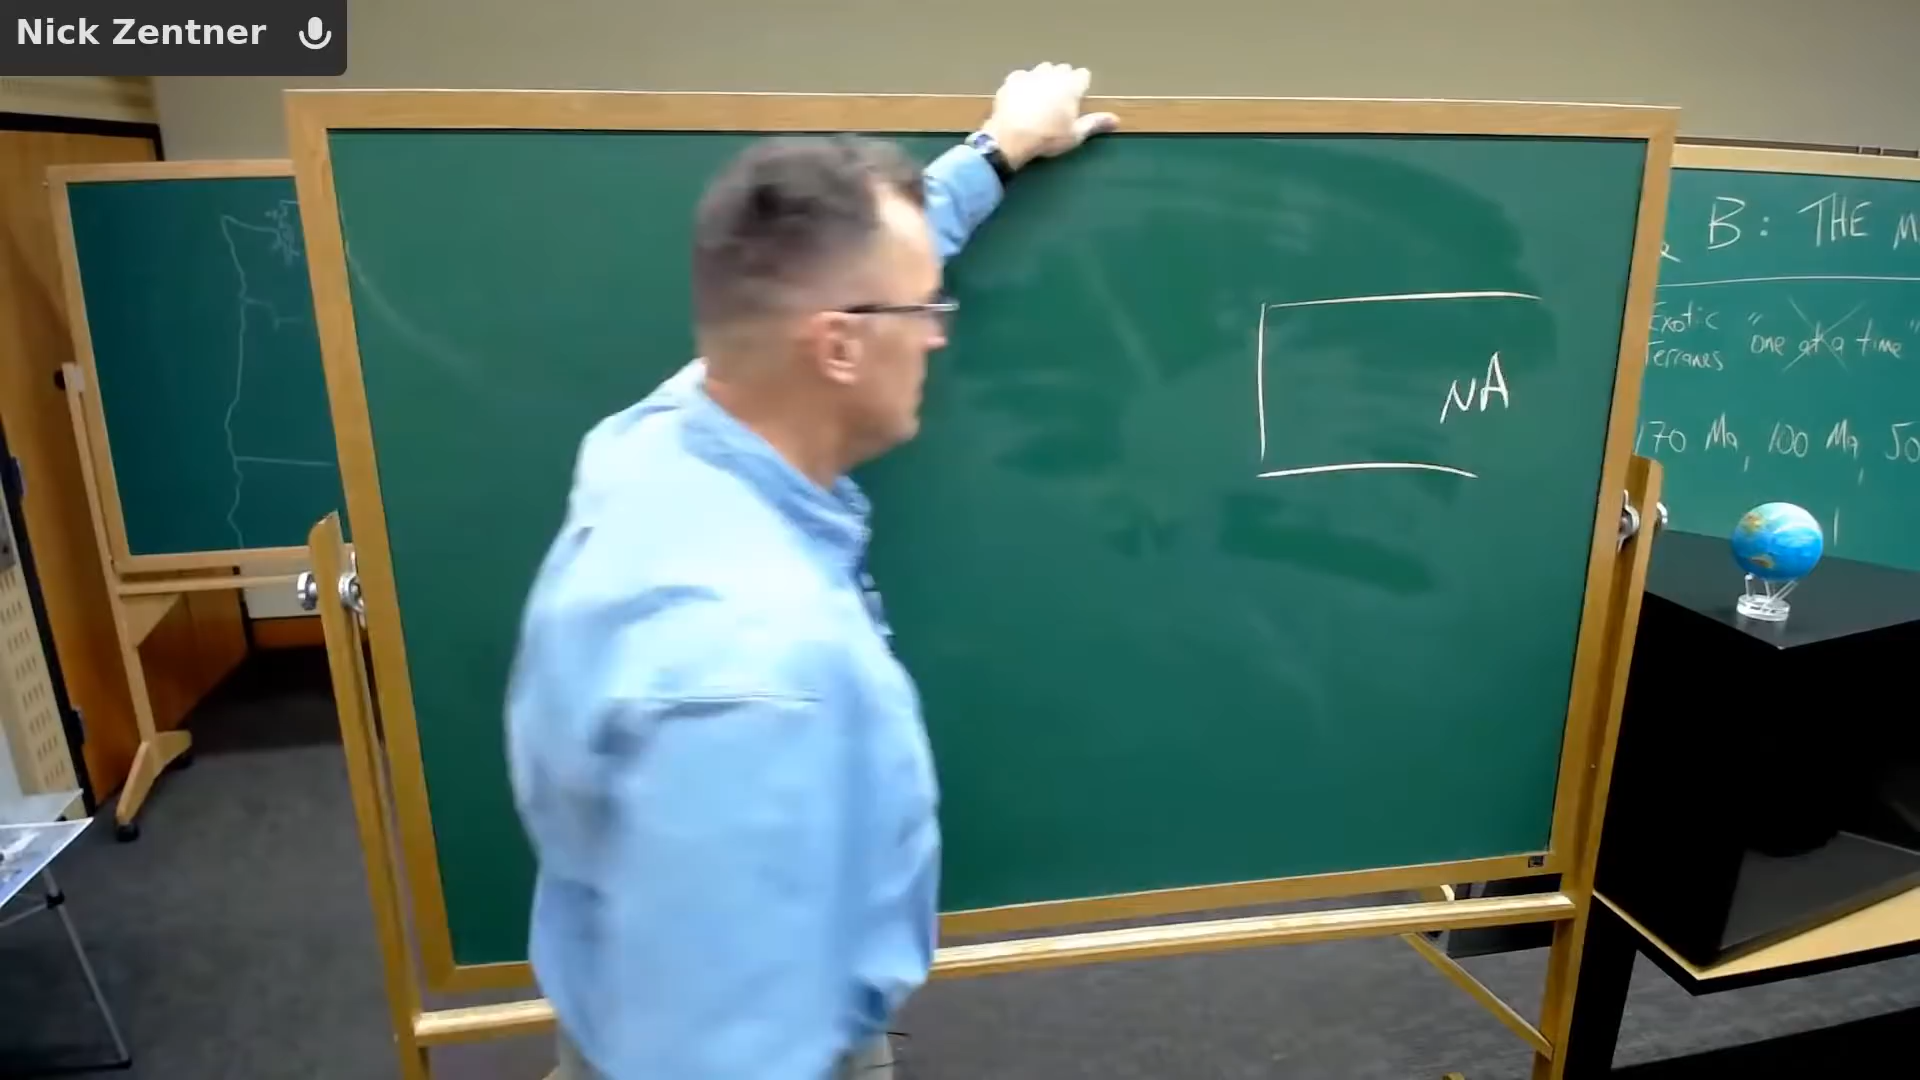 Nick Zentner
NA
B: THE M
Exotic "one at a time"
Terranes
170 Ma, 100 Ma, 50